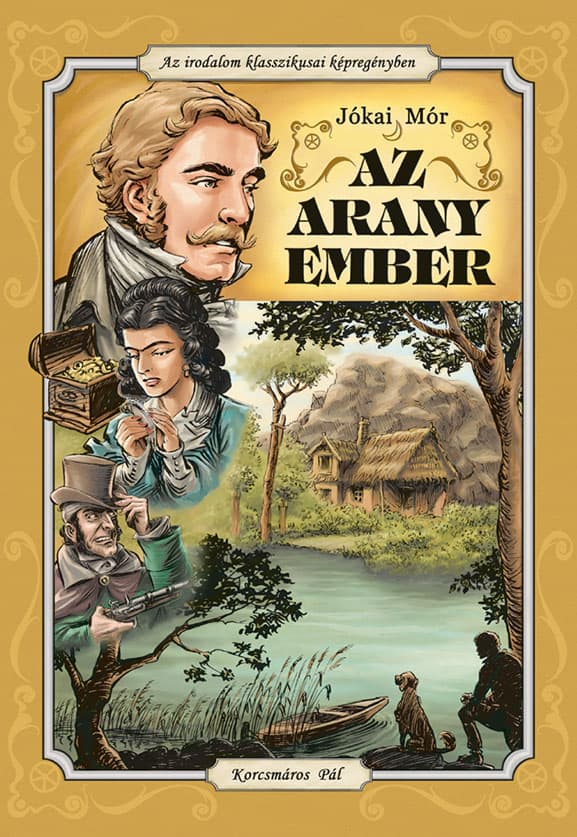 Az irodalom klasszikusai képregényben
Jókai Mór
AZ
ARANY
EMBER
Korcsmáros Pál